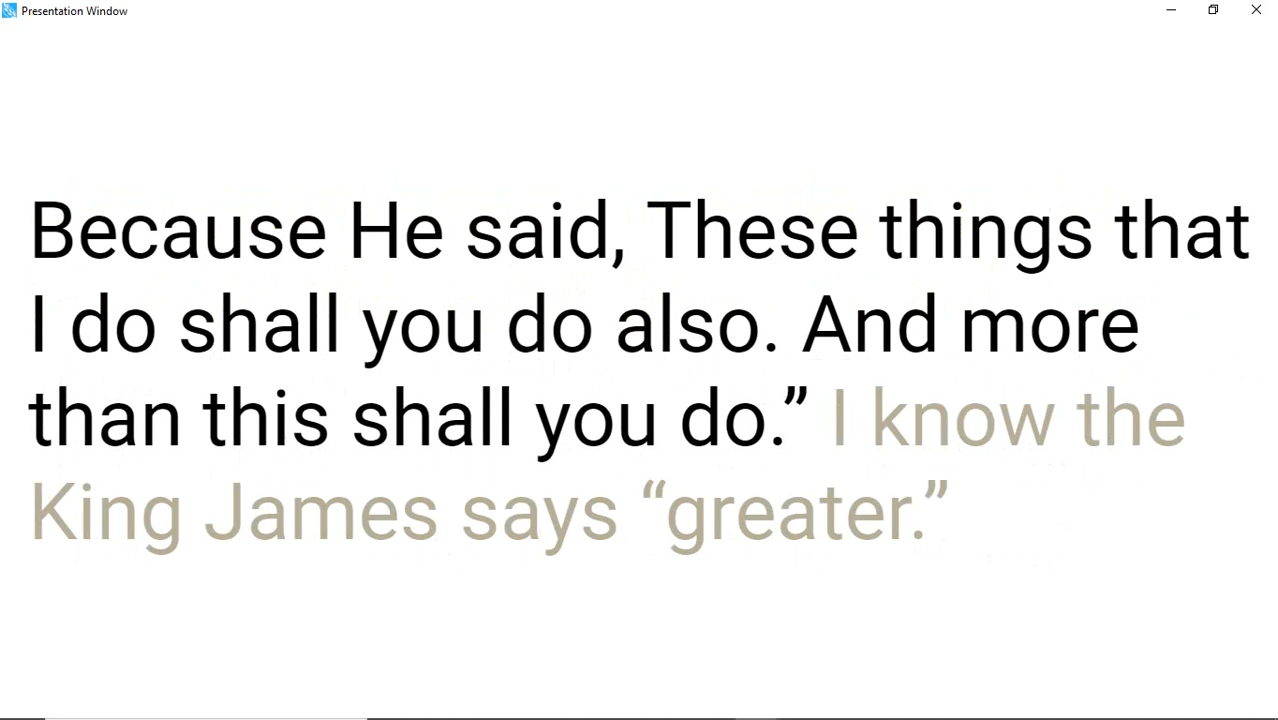 Presentation Window
Because He said, These things that
I do shall you do also. And more
than this shall you do.” I know the
King James says “greater.”